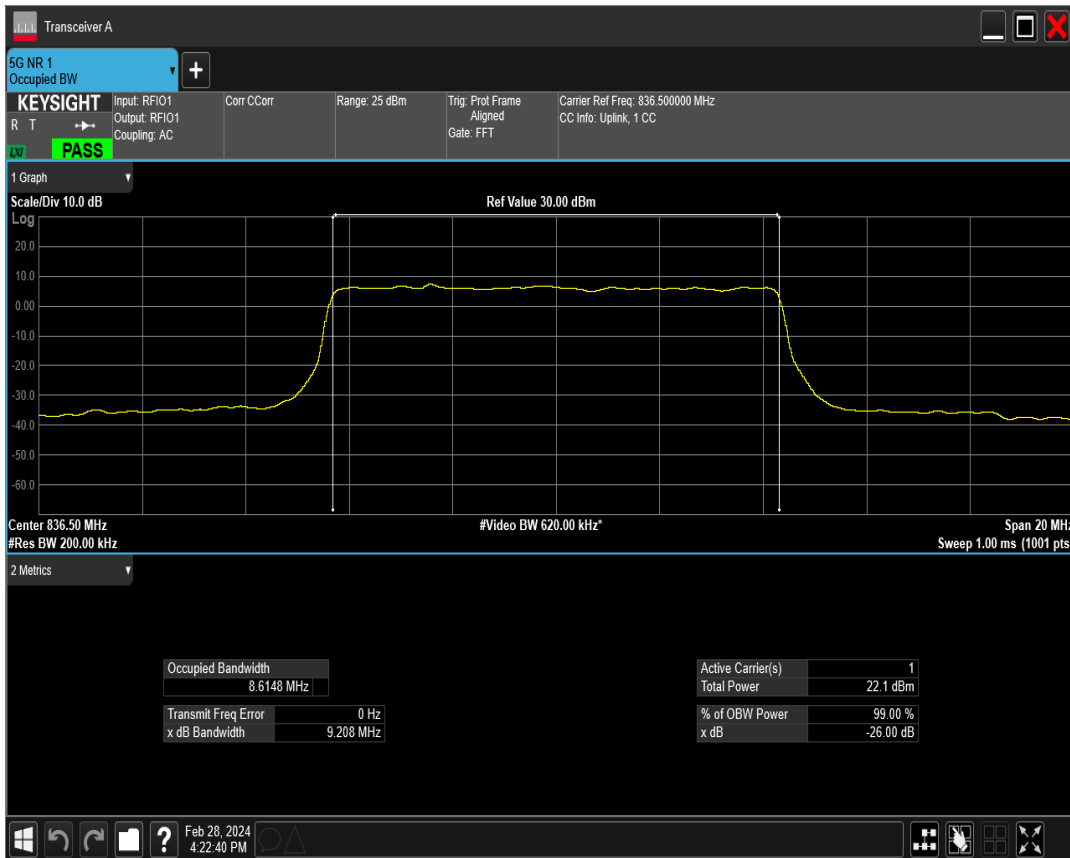 Transceiver A
5G NR 1
Occupied BW
+
KEYSIGHT
R T
LXI
PASS
Input: RFIO1
Output: RFIO1
Coupling: AC
Corr CCorr
Range: 25 dBm
Trig: Prot Frame
Aligned
Gate: FFT
Carrier Ref Freq: 836.500000 MHz
CC Info: Uplink, 1 CC
1 Graph
Scale/Div 10.0 dB
Ref Value 30.00 dBm
Log
20.0
10.0
0.00
-10.0
-20.0
-30.0
-40.0
-50.0
-60.0
Center 836.50 MHz
#Video BW 620.00 kHz*
Span 20 MHz
#Res BW 200.00 kHz
Sweep 1.00 ms (1001 pts
2 Metrics
Occupied Bandwidth
8.6148 MHz
Transmit Freq Error 0 Hz
x dB Bandwidth 9.208 MHz
Active Carrier(s) 1
Total Power 22.1 dBm
% of OBW Power 99.00 %
x dB -26.00 dB
?
Feb 28, 2024
4:22:40 PM